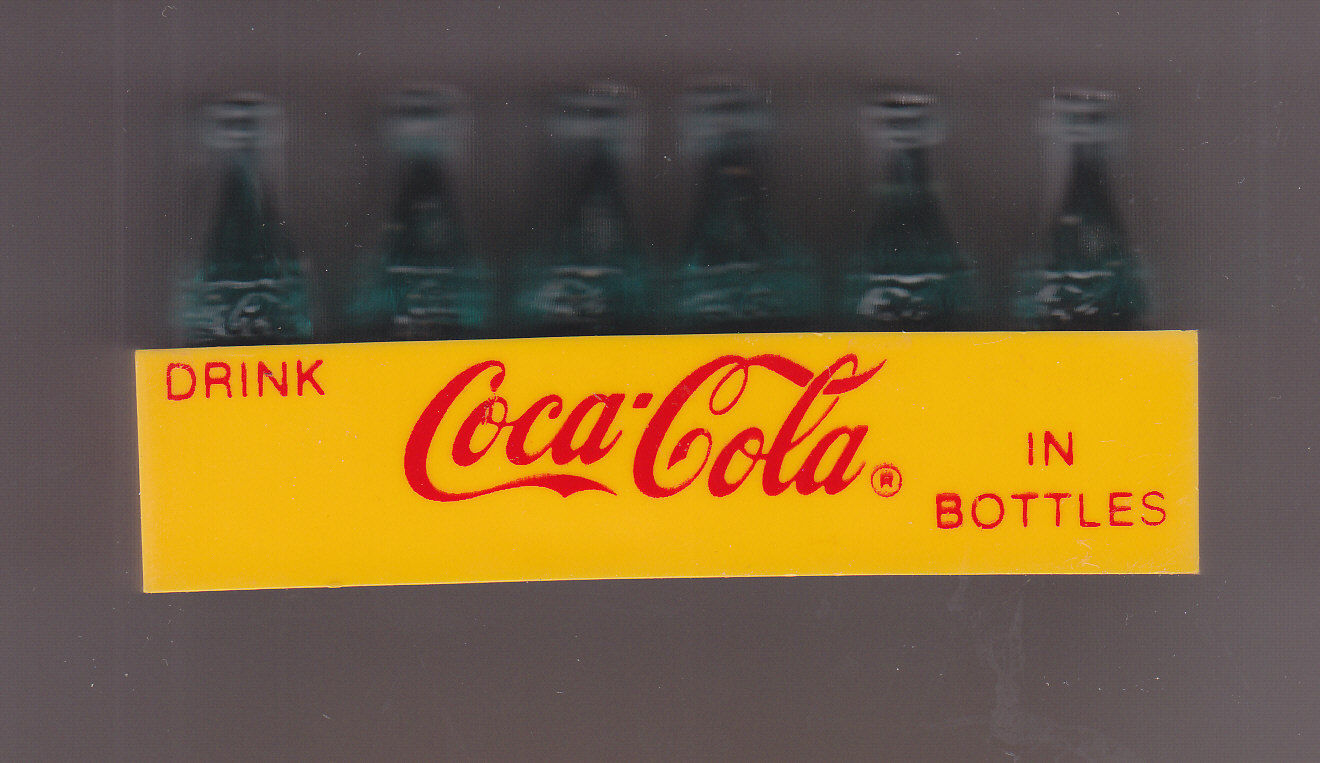 DRINK
Coca-Cola®
IN
BOTTLES